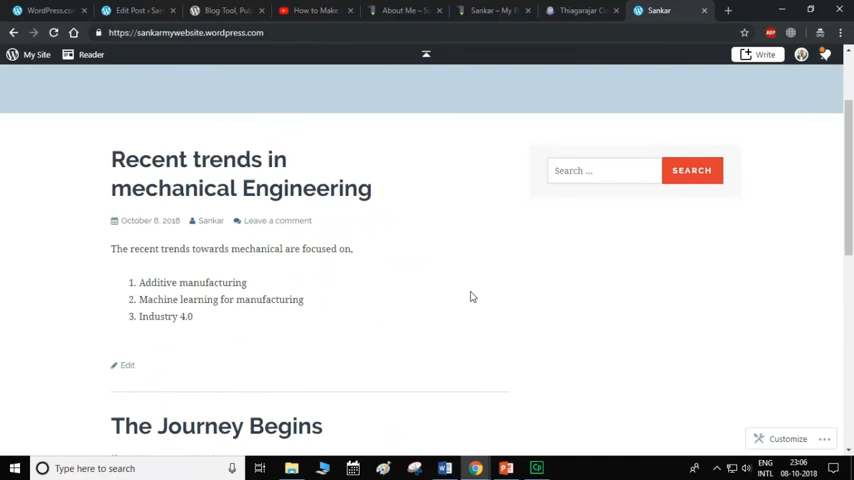 WordPress.co
Edit Post ‹ San
Blog Tool, Pub
How to Make
About Me – Sa
Sankar – My P
Thiagarajar C
Sankar
https://sankarmywebsite.wordpress.com
My Site Reader Write
Recent trends in
mechanical Engineering
Search ... SEARCH
October 8, 2018 Sankar Leave a comment
The recent trends towards mechanical are focused on,
1. Additive manufacturing
2. Machine learning for manufacturing
3. Industry 4.0
Edit
The Journey Begins
Customize
Type here to search
ENG
INTL
23:06
08-10-2018